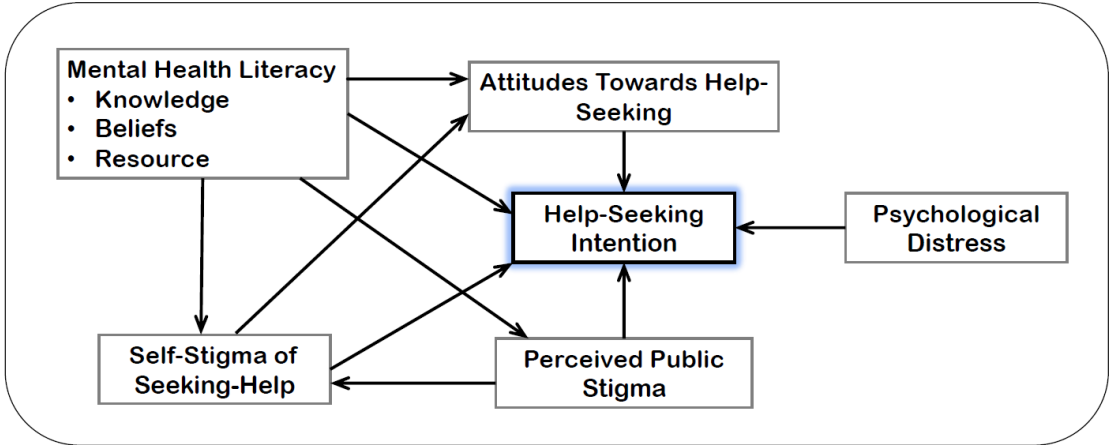 Mental Health Literacy
• Knowledge
• Beliefs
• Resource
Attitudes Towards Help-
Seeking
Help-Seeking
Intention
Psychological
Distress
Self-Stigma of
Seeking-Help
Perceived Public
Stigma